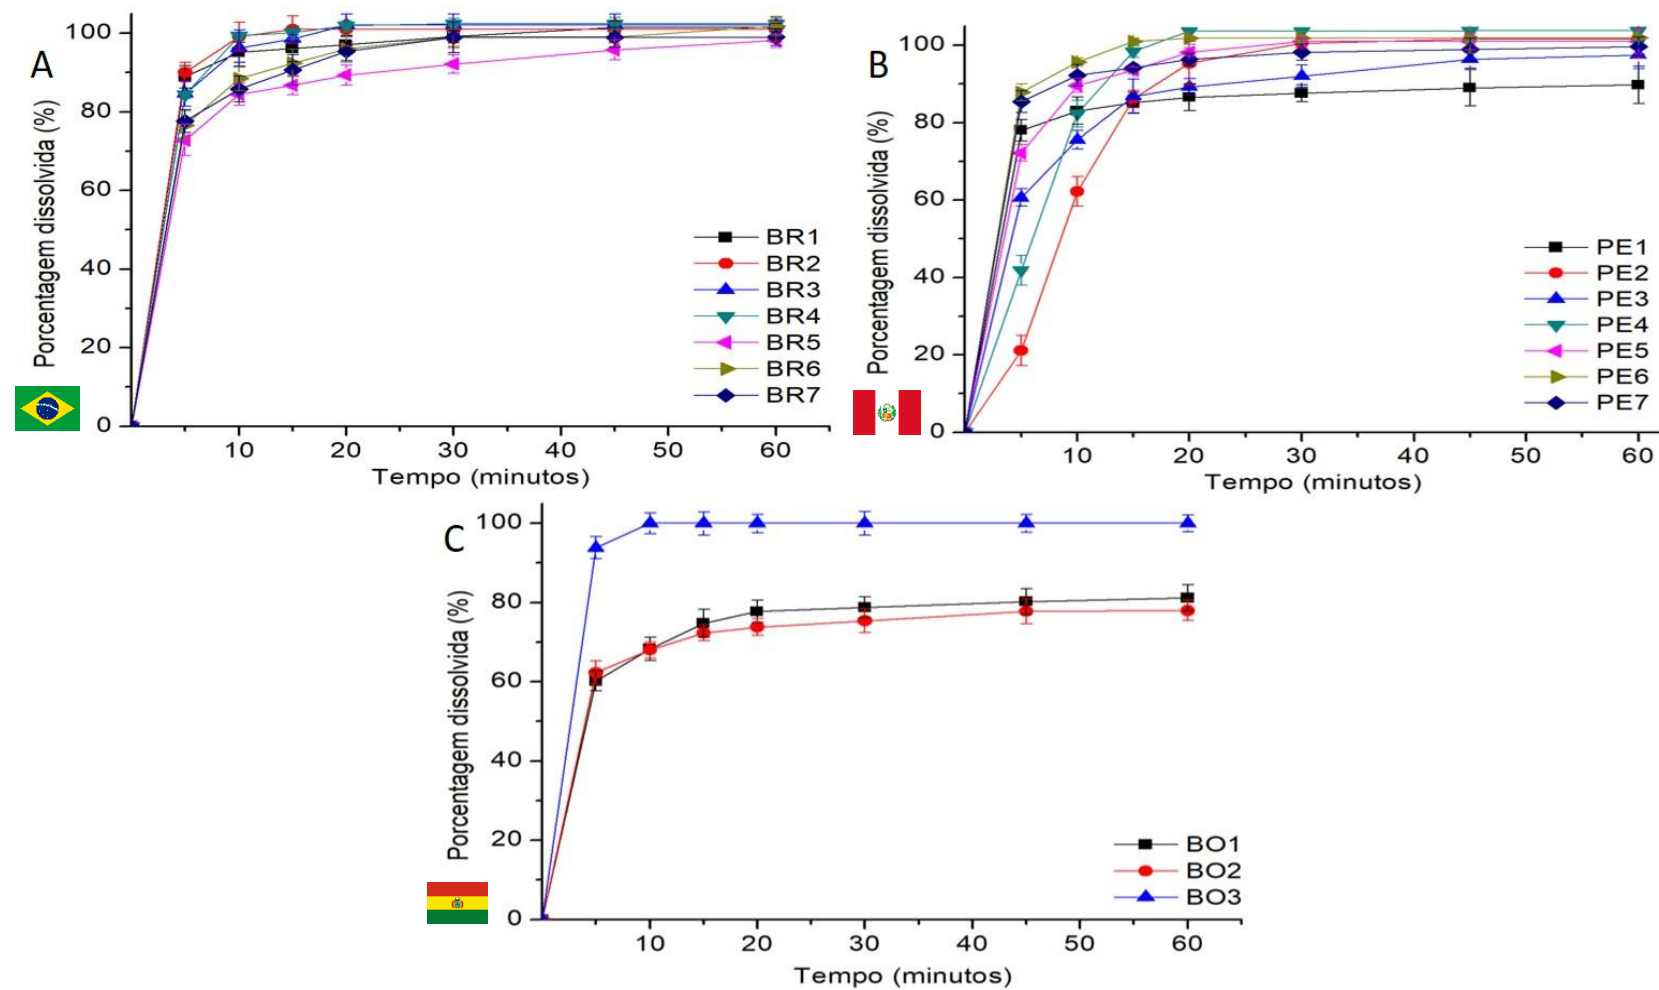 A
Porcentagem dissolvida (%)
100
80
60
40
20
0
10 20 30 40 50 60
Tempo (minutos)
BR1
BR2
BR3
BR4
BR5
BR6
BR7
B
Porcentagem dissolvida (%)
100
80
60
40
20
0
10 20 30 40 50 60
Tempo (minutos)
PE1
PE2
PE3
PE4
PE5
PE6
PE7
C
Porcentagem dissolvida (%)
100
80
60
40
20
0
10 20 30 40 50 60
Tempo (minutos)
BO1
BO2
BO3